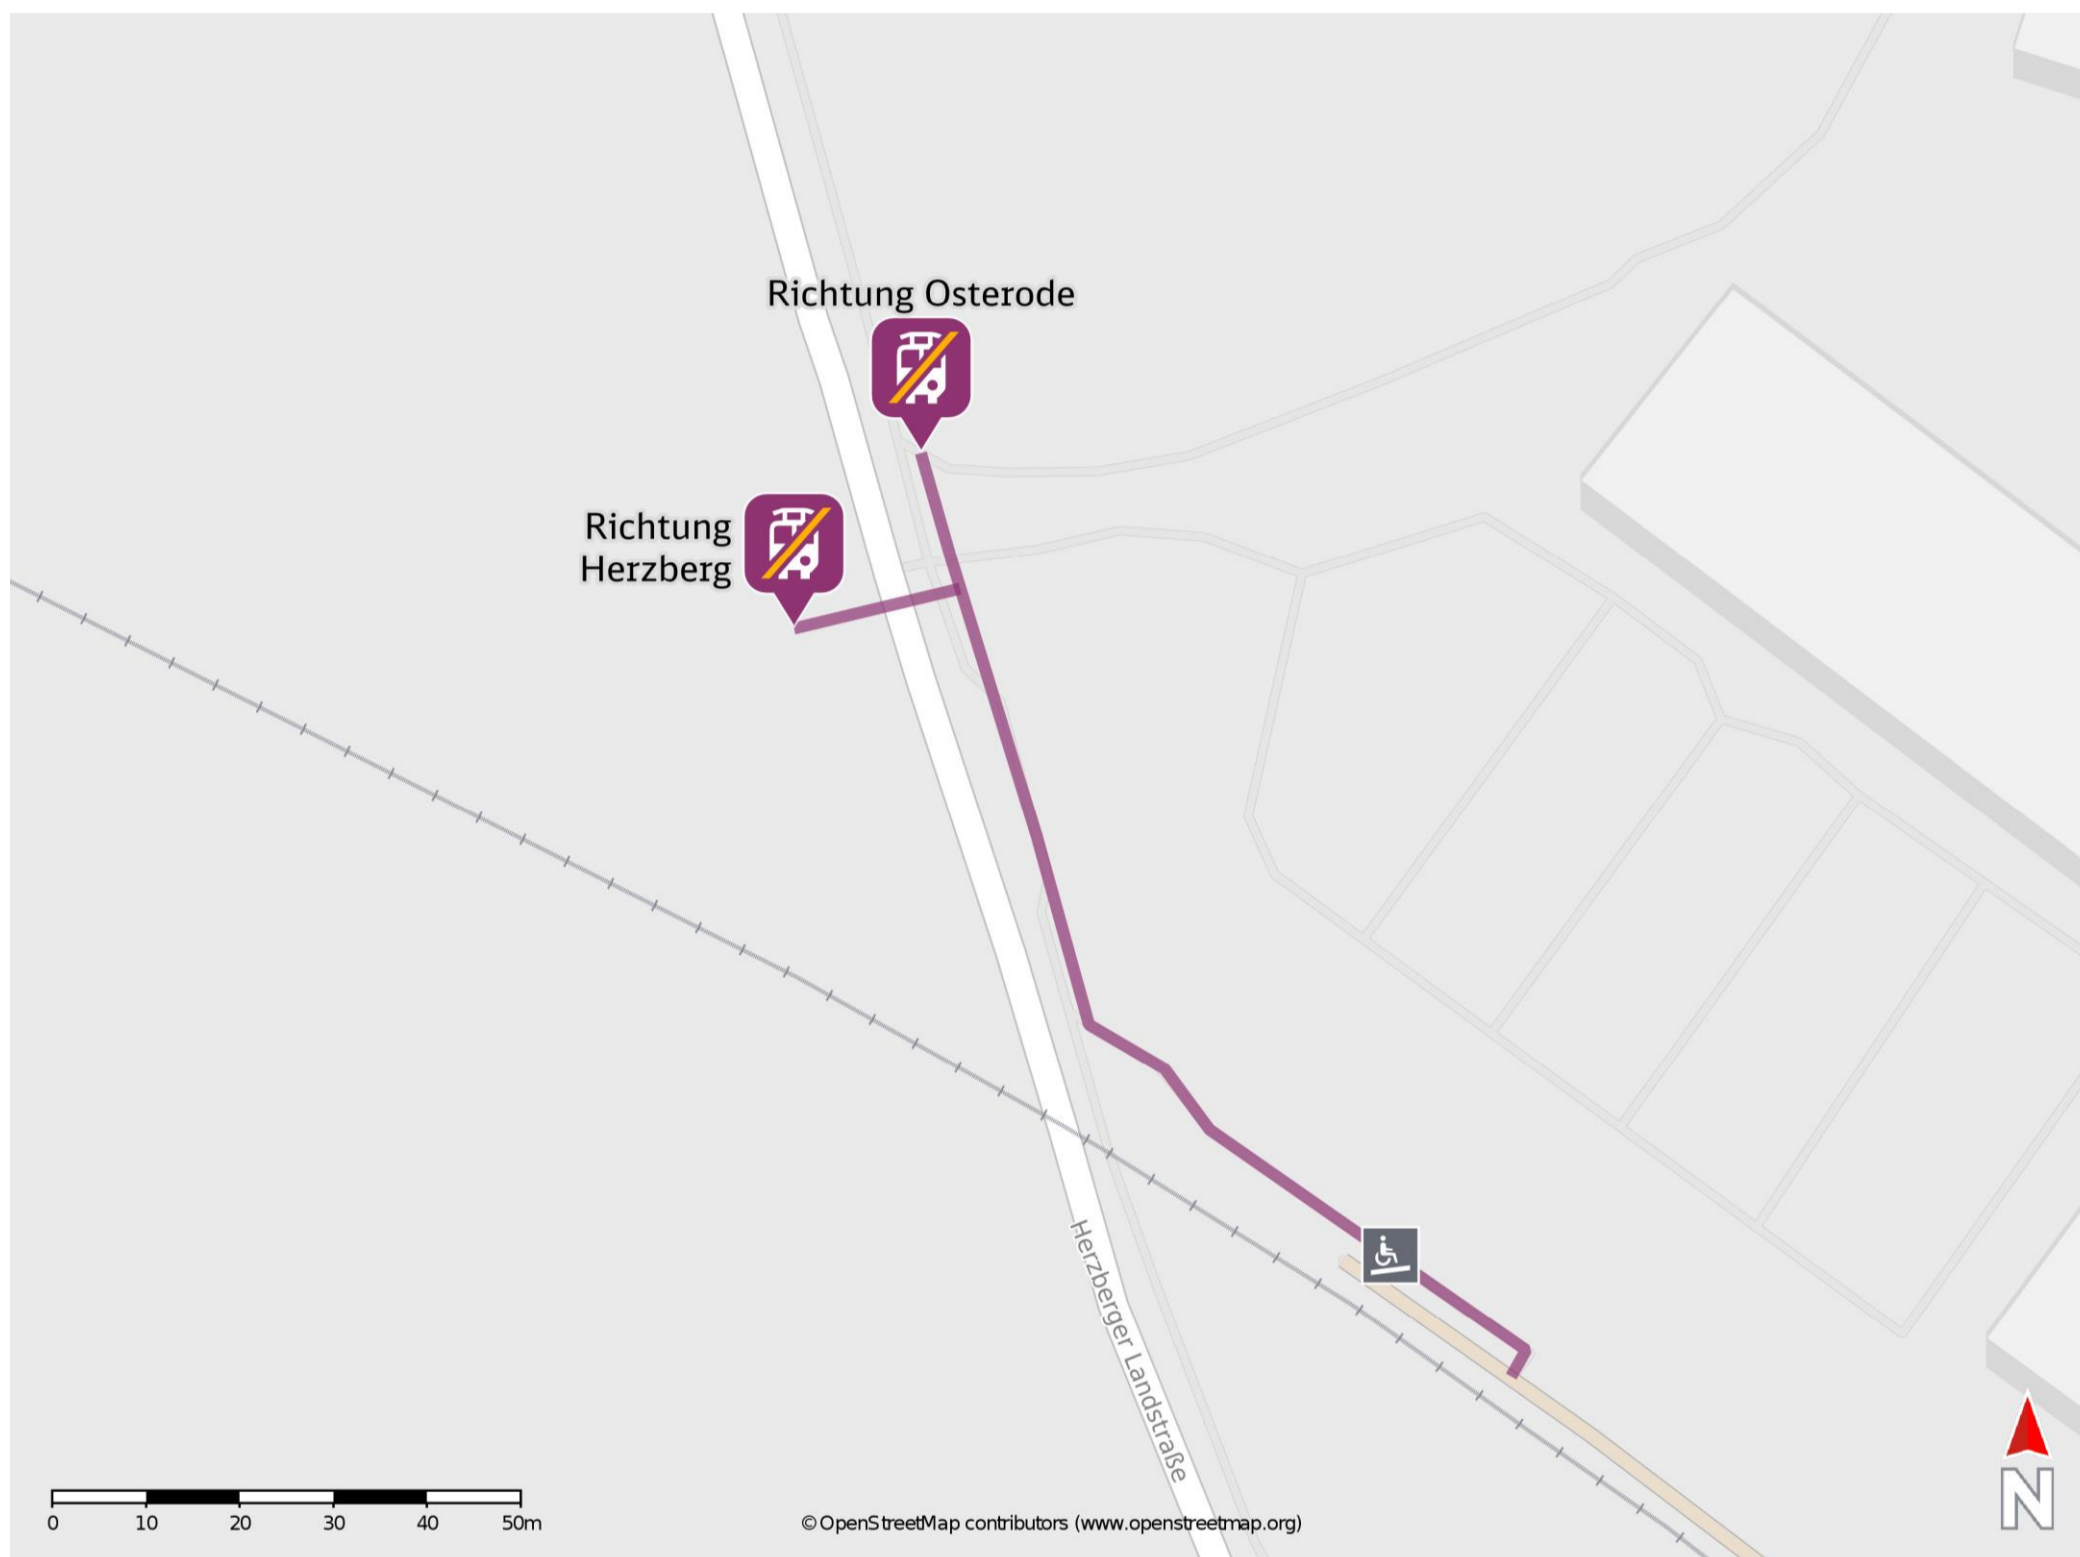 Richtung Osterode
Richtung
Herzberg
Herzberger Landstraße
0 10 20 30 40 50m
© OpenStreetMap contributors (www.openstreetmap.org)
N